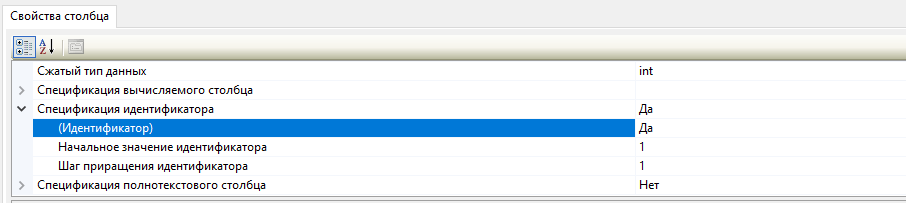 Свойства столбца
Сжатый тип данных int
Спецификация вычисляемого столбца
Спецификация идентификатора Да
(Идентификатор) Да
Начальное значение идентификатора 1
Шаг приращения идентификатора 1
Спецификация полнотекстового столбца Нет